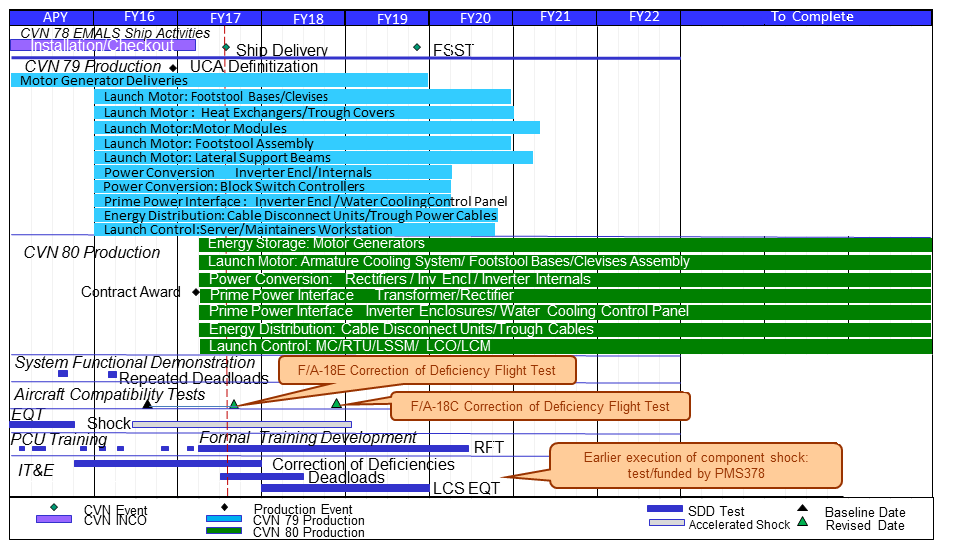 APY FY16 FY17 FY18 FY19 FY20 FY21 FY22 To Complete
CVN 78 EMALS Ship Activities
Installation/Checkout
Ship Delivery
FSST
CVN 79 Production
UCA Definitization
Motor Generator Deliveries
Launch Motor: Footstool Bases/Clevises
Launch Motor : Heat Exchangers/Trough Covers
Launch Motor:Motor Modules
Launch Motor: Footstool Assembly
Launch Motor: Lateral Support Beams
Power Conversion Inverter Encl/Internals
Power Conversion: Block Switch Controllers
Prime Power Interface : Inverter Encl /Water CoolingControl Panel
Energy Distribution: Cable Disconnect Units/Trough Power Cables
Launch Control:Server/Maintainers Workstation
CVN 80 Production
Energy Storage: Motor Generators
Launch Motor: Armature Cooling System/ Footstool Bases/Clevises Assembly
Power Conversion: Rectifiers / Inv Encl / Inverter Internals
Contract Award
Prime Power Interface Transformer/Rectifier
Prime Power Interface Inverter Enclosures/ Water Cooling Control Panel
Energy Distribution: Cable Disconnect Units/Trough Cables
Launch Control: MC/RTU/LSSM/ LCO/LCM
System Functional Demonstration
Repeated Deadloads
F/A-18E Correction of Deficiency Flight Test
Aircraft Compatibility Tests
F/A-18C Correction of Deficiency Flight Test
EQT
Shock
PCU Training
Formal Training Development
RFT
IT&E
Correction of Deficiencies
Deadloads
LCS EQT
Earlier execution of component shock:
test/funded by PMS378
CVN Event
CVN INCO
Production Event
CVN 79 Production
CVN 80 Production
SDD Test
Accelerated Shock
Baseline Date
Revised Date